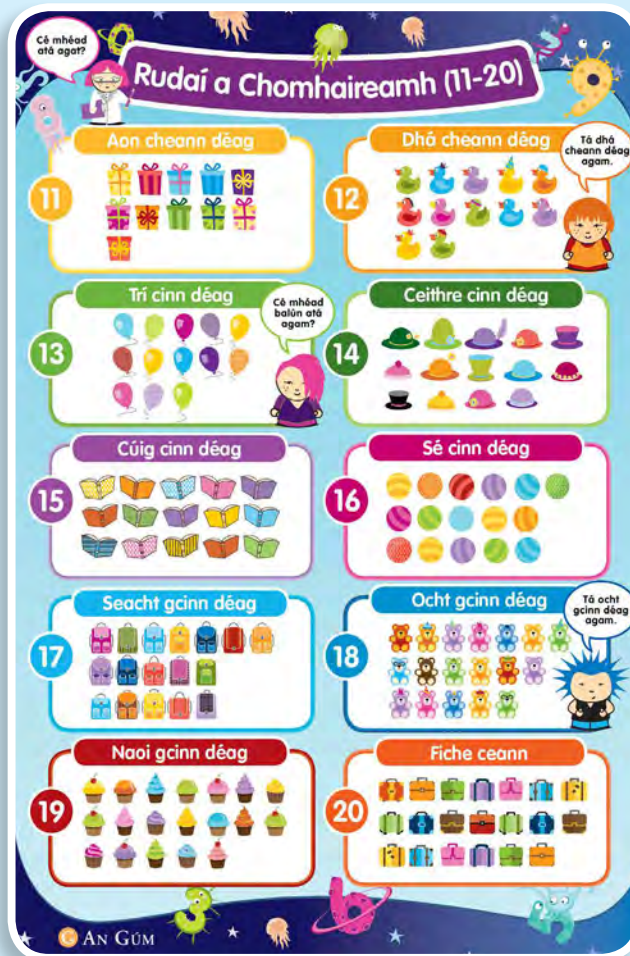 Cé mhéad
atá agat?
Rudaí a Chomhaireamh (11-20)
Aon cheann déag
11
Dhá cheann déag
12
Tá dhá
cheann déag
agam.
Trí cinn déag
13
Cé mhéad
balún atá
agam?
Ceithre cinn déag
14
Cúig cinn déag
15
Sé cinn déag
16
Seacht gcinn déag
17
Ocht gcinn déag
18
Tá ocht
gcinn déag
agam.
Naoi gcinn déag
19
Fiche ceann
20
G AN GÚM